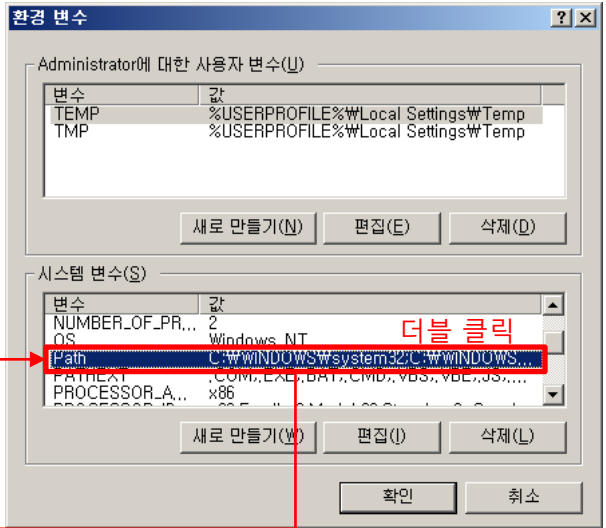 환경 변수
Administrator에 대한 사용자 변수(U)
변수 값
TEMP %USERPROFILE%₩Local Settings₩Temp
TMP %USERPROFILE%₩Local Settings₩Temp
새로 만들기(N) 편집(E) 삭제(D)
시스템 변수(S)
변수 값
NUMBER_OF_PR... 2
더블 클릭
OS Windows_NT
Path C:₩WINDOWS₩system32;C:₩WINDOWS...
PATHEXT .COM;.EXE;.BAT;.CMD;.VBS;.VBE;.JS;...
PROCESSOR_A... x86
새로 만들기(W) 편집(I) 삭제(L)
확인 취소